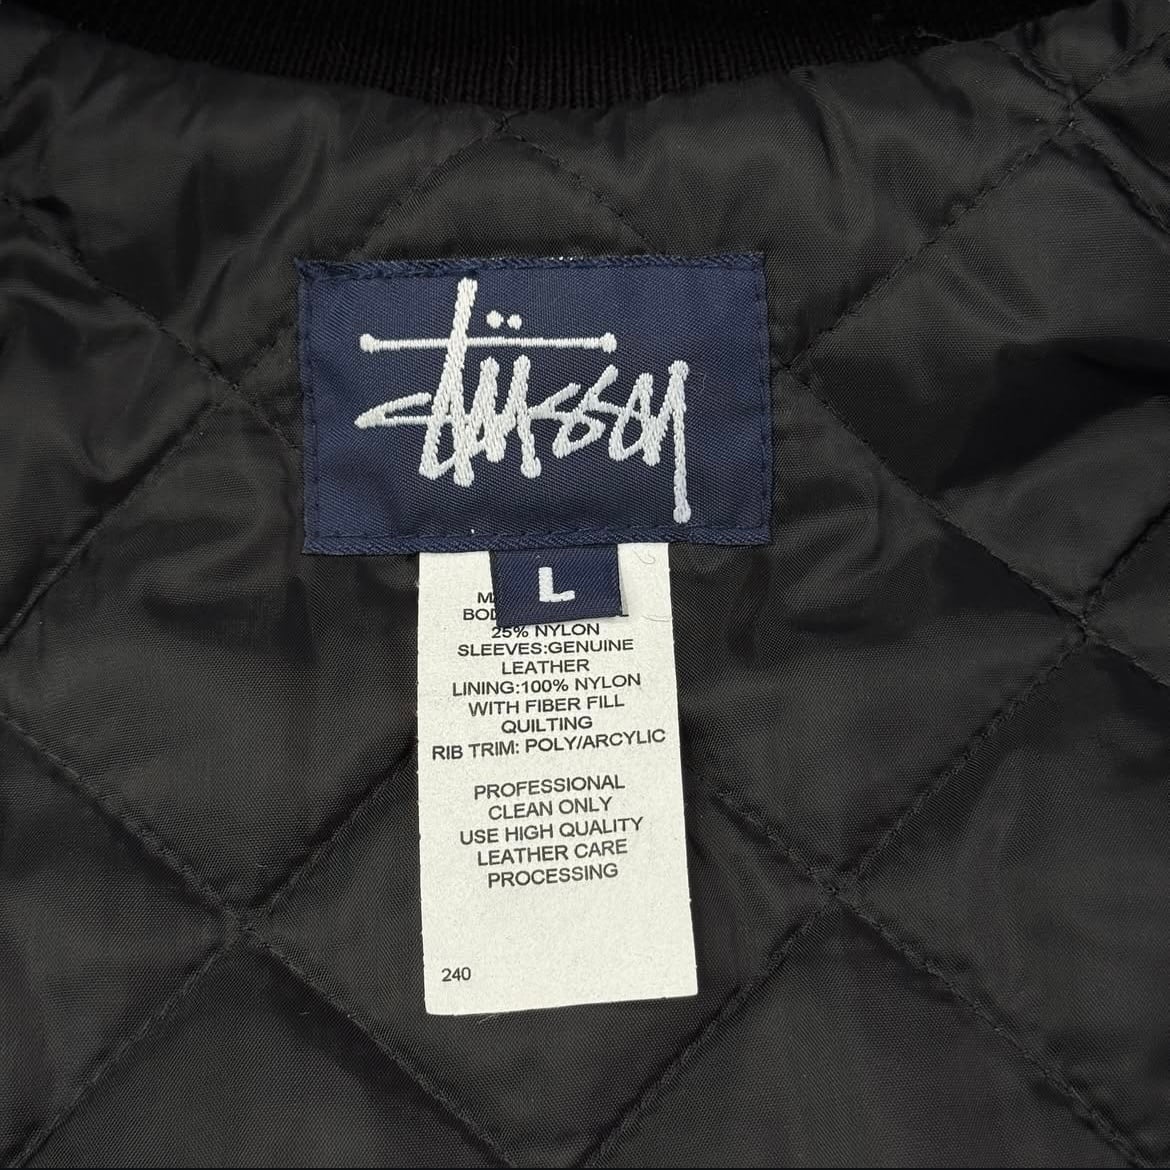 Stüssy
L
25% NYLON
SLEEVES:GENUINE
LEATHER
LINING:100% NYLON
WITH FIBER FILL
QUILTING
RIB TRIM: POLY/ARCYLIC
PROFESSIONAL
CLEAN ONLY
USE HIGH QUALITY
LEATHER CARE
PROCESSING
240